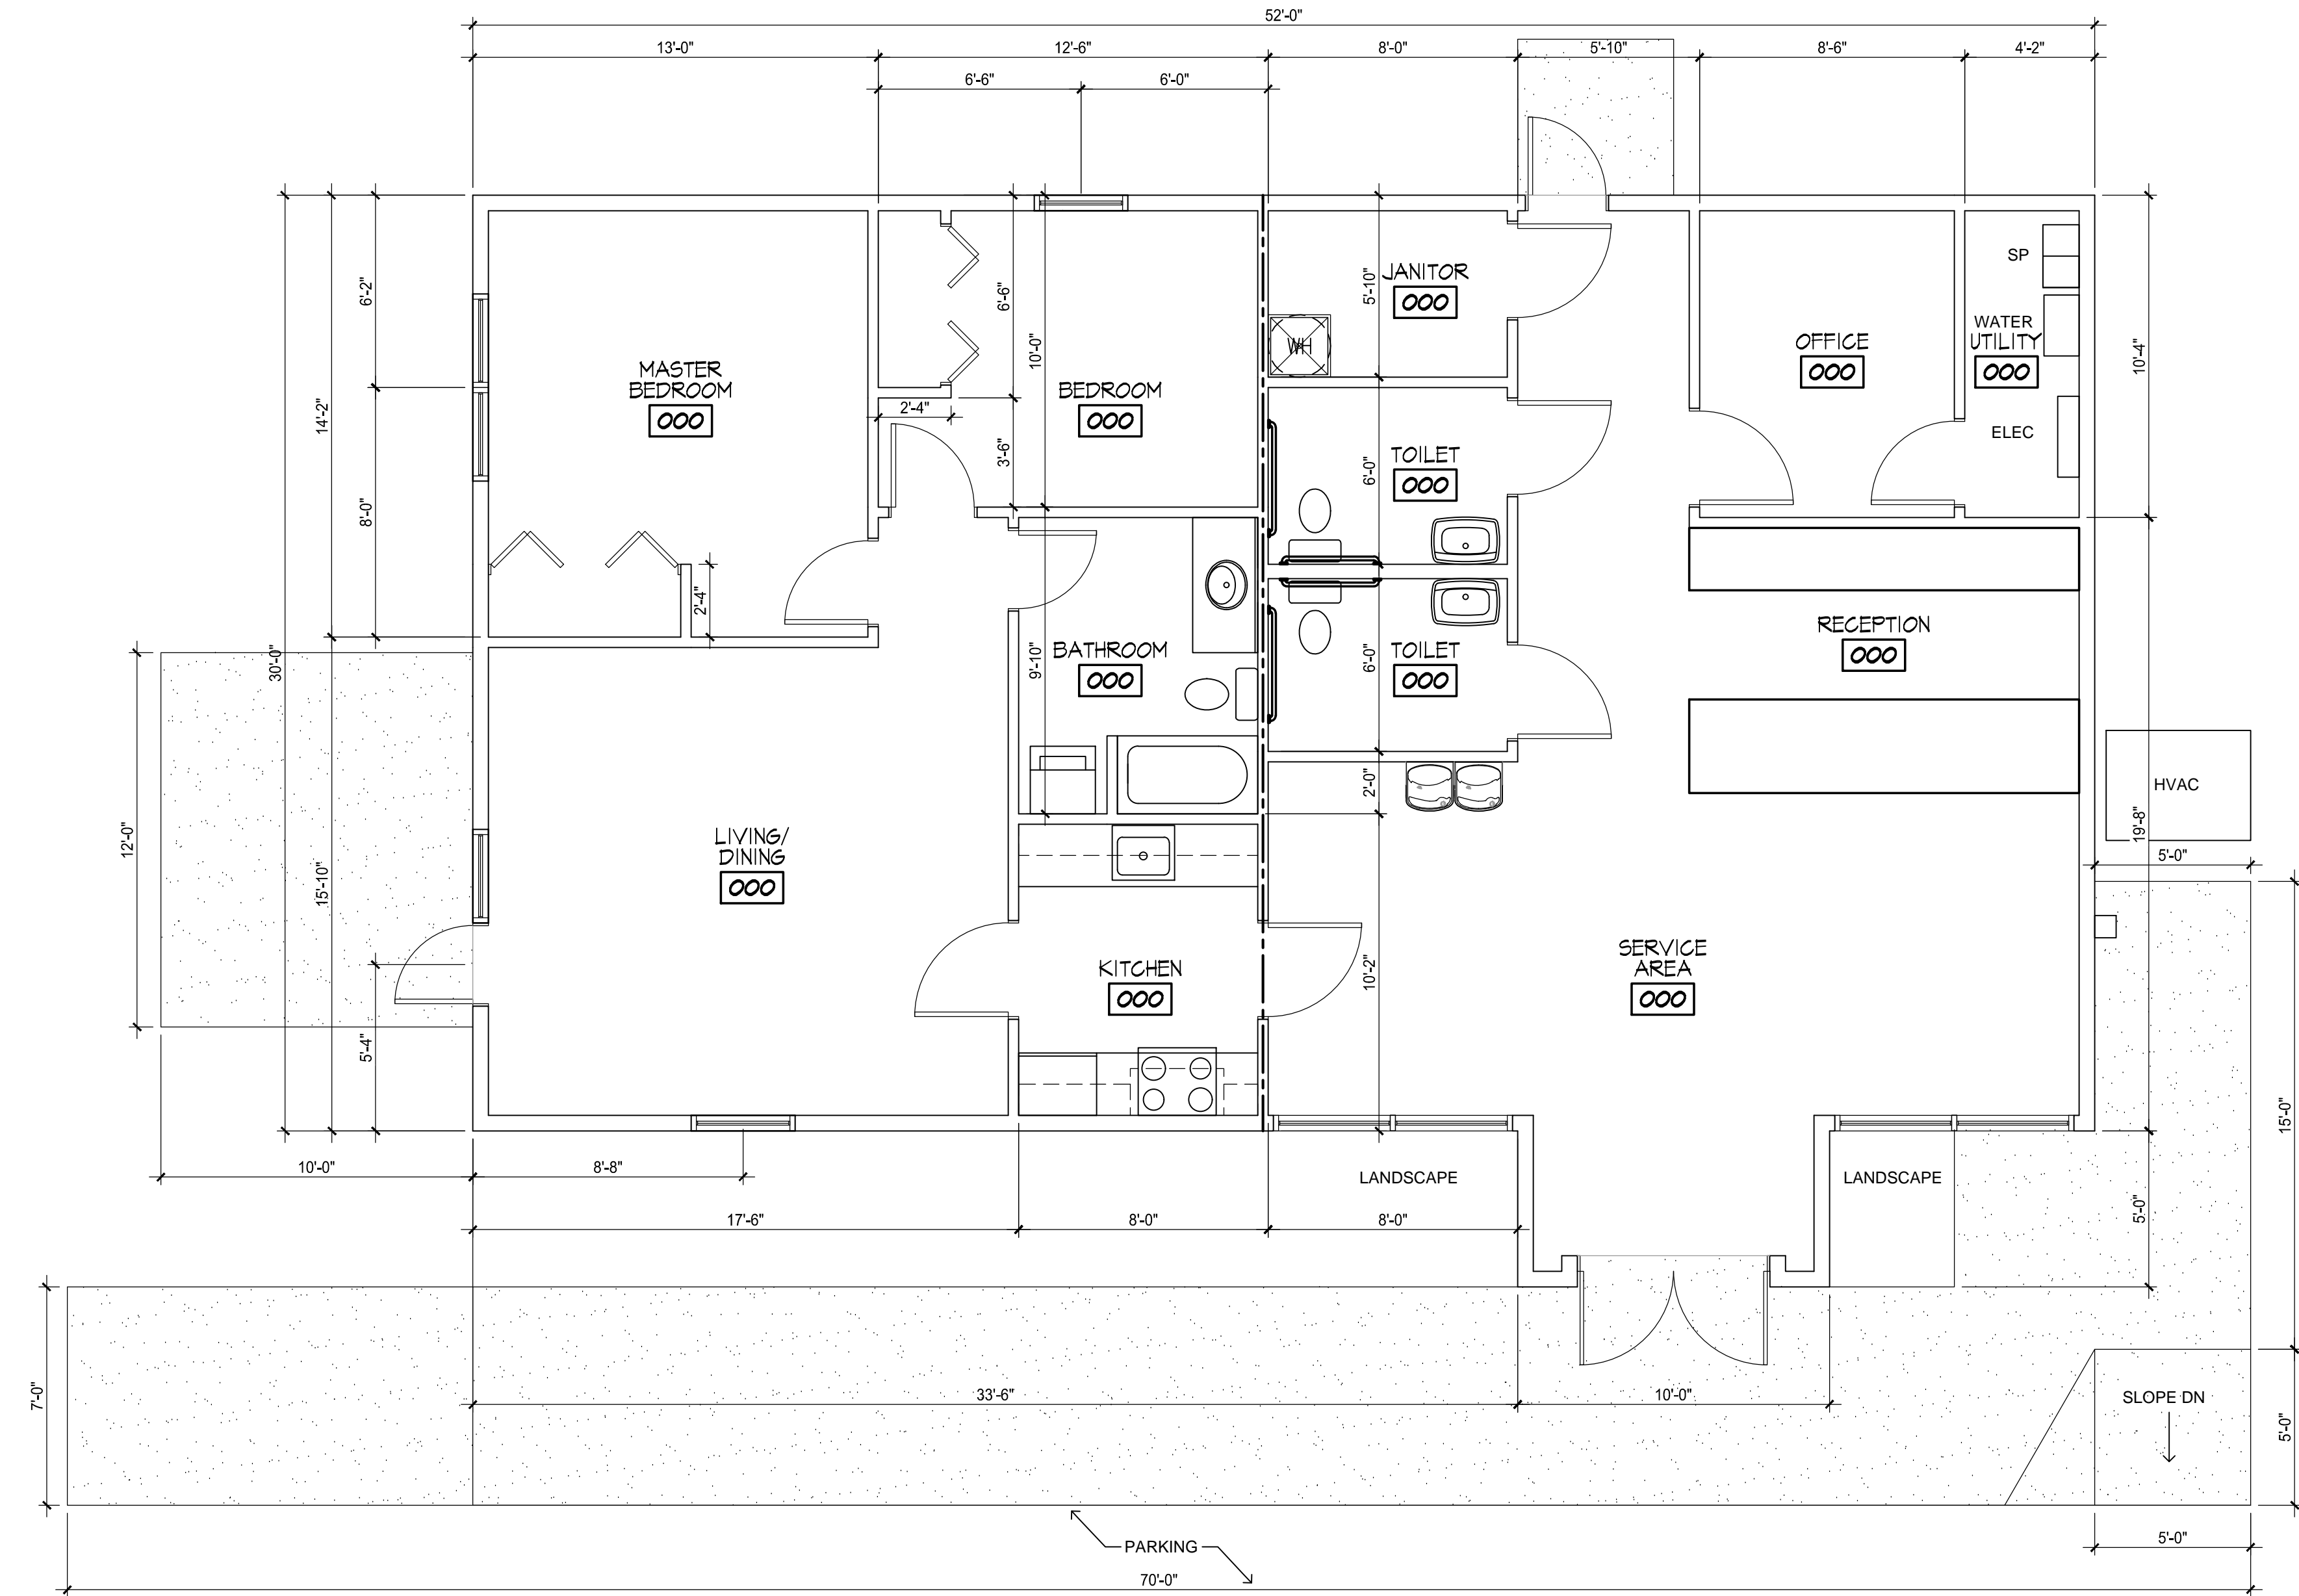 52'-0"
13'-0"
12'-6"
8'-0"
5'-10"
8'-6"
4'-2"
6'-6"
6'-0"
6'-2"
14'-2"
8'-0"
30'-0"
MASTER
BEDROOM
000
2'-4"
6'-6"
10'-0"
3'-6"
2'-4"
BEDROOM
000
5'-10"
JANITOR
000
WH
OFFICE
000
SP
WATER
UTILITY
000
ELEC
10'-4"
6'-0"
TOILET
000
6'-0"
TOILET
000
RECEPTION
000
9'-10"
BATHROOM
000
2'-0"
HVAC
19'-8"
5'-0"
12'-0"
15'-10"
LIVING/
DINING
000
5'-4"
KITCHEN
000
10'-2"
SERVICE
AREA
000
15'-0"
10'-0"
8'-8"
LANDSCAPE
LANDSCAPE
17'-6"
8'-0"
8'-0"
5'-0"
7'-0"
33'-6"
10'-0"
SLOPE DN
5'-0"
PARKING
5'-0"
70'-0"